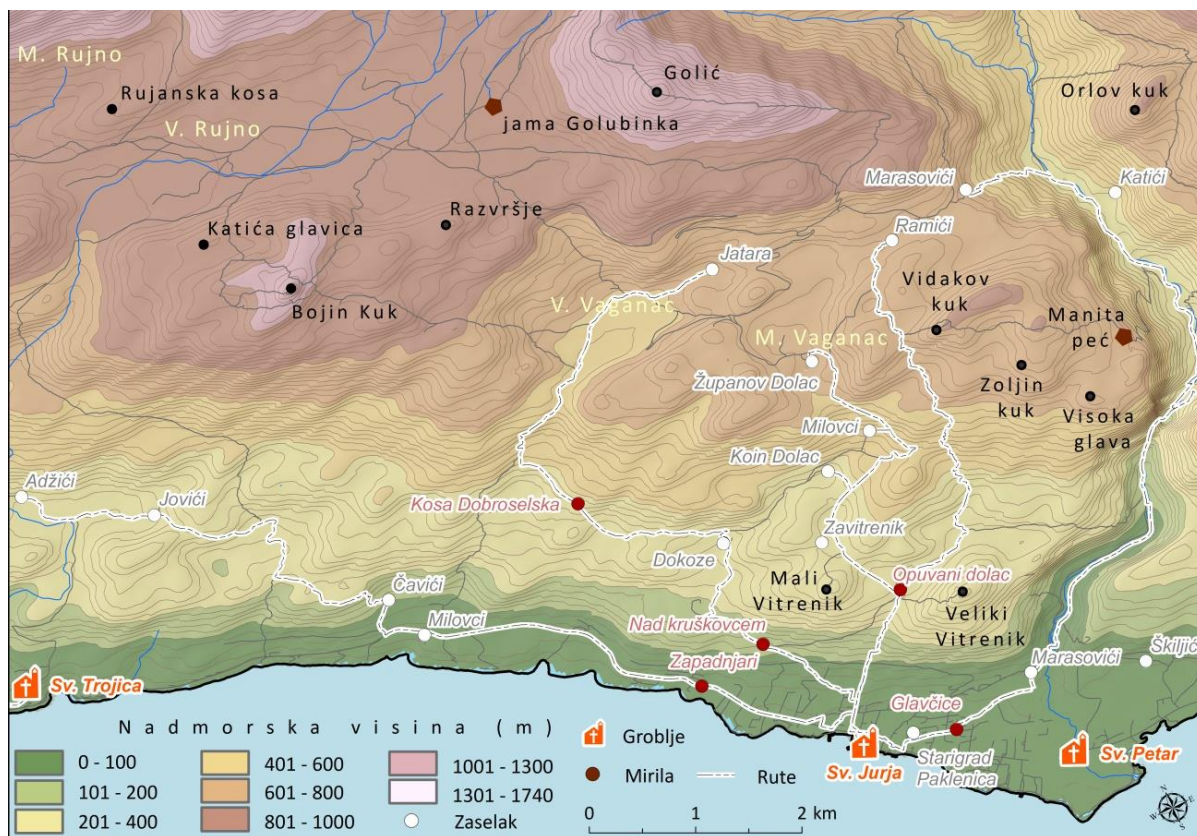 M. Rujno
Rujanska kosa
V. Rujno
Golić
jama Golubinka
Orlov kuk
Marasovići
Katići
Ramići
Katića glavica
Razvršje
Jatara
Bojin Kuk
V. Vaganac
Vidakov
kuk
Manita
peć
M. Vaganac
Županov Dolac
Zoljin
kuk
Visoka
glava
Milovci
Koin Dolac
Adžići
Jovići
Kosa Dobroselska
Dokoze
Zavitrenik
Opuvani dolac
Mali
Vitrenik
Veliki
Vitrenik
Čavići
Milovci
Nad kruškovcem
Zapadnjari
Marasovići
Škiljići
Glavčice
Sv. Trojica
Starigrad
Paklenica
Sv. Jurja
Sv. Petar
Nadmorska visina (m)
0 - 100
101 - 200
201 - 400
401 - 600
601 - 800
801 - 1000
1001 - 1300
1301 - 1740
Zaselak
Groblje
Mirila
Rute
0 1 2 km
N
E
S
W